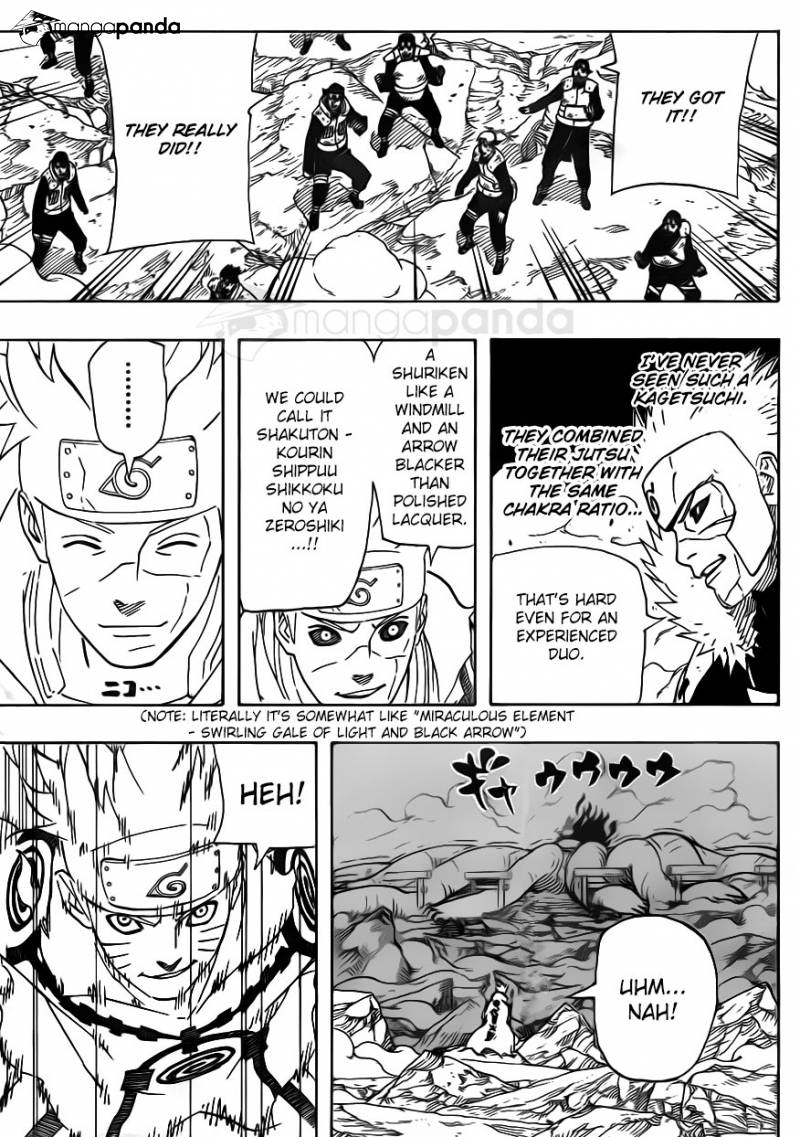 mangapanda
THEY GOT
IT!!
THEY REALLY
DID!!
mangapanda
I'VE NEVER
SEEN SUCH A
KAGETSUCHI.
THEY COMBINED
THEIR JUTSU
TOGETHER WITH
THE SAME
CHAKRA RATIO...
THAT'S HARD
EVEN FOR AN
EXPERIENCED
DUO.
A
SHURIKEN
LIKE A
WINDMILL
AND AN
ARROW
BLACKER
THAN
POLISHED
LACQUER.
WE COULD
CALL IT
SHAKUTON -
KOURIN
SHIPPUU
SHIKKOKU
NO YA
ZEROSHIKI
...!!
.........
ニコ...
(NOTE: LITERALLY IT'S SOMEWHAT LIKE "MIRACULOUS ELEMENT
- SWIRLING GALE OF LIGHT AND BLACK ARROW")
ギャゥウウウゥ
UHM...
NAH!
HEH!